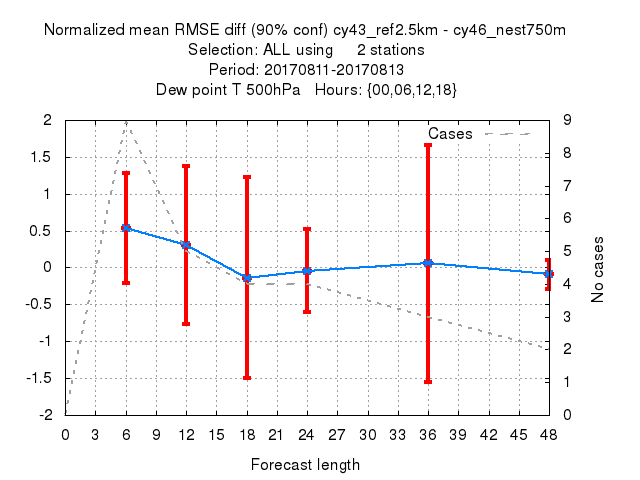 Normalized mean RMSE diff (90% conf) cy43_ref2.5km - cy46_nest750m
Selection: ALL using 2 stations
Period: 20170811-20170813
Dew point T 500hPa Hours: {00,06,12,18}
Cases
2
1.5
1
0.5
0
-0.5
-1
-1.5
-2
9
8
7
6
5
4
3
2
1
0
No cases
0 3 6 9 12 15 18 21 24 27 30 33 36 39 42 45 48
Forecast length